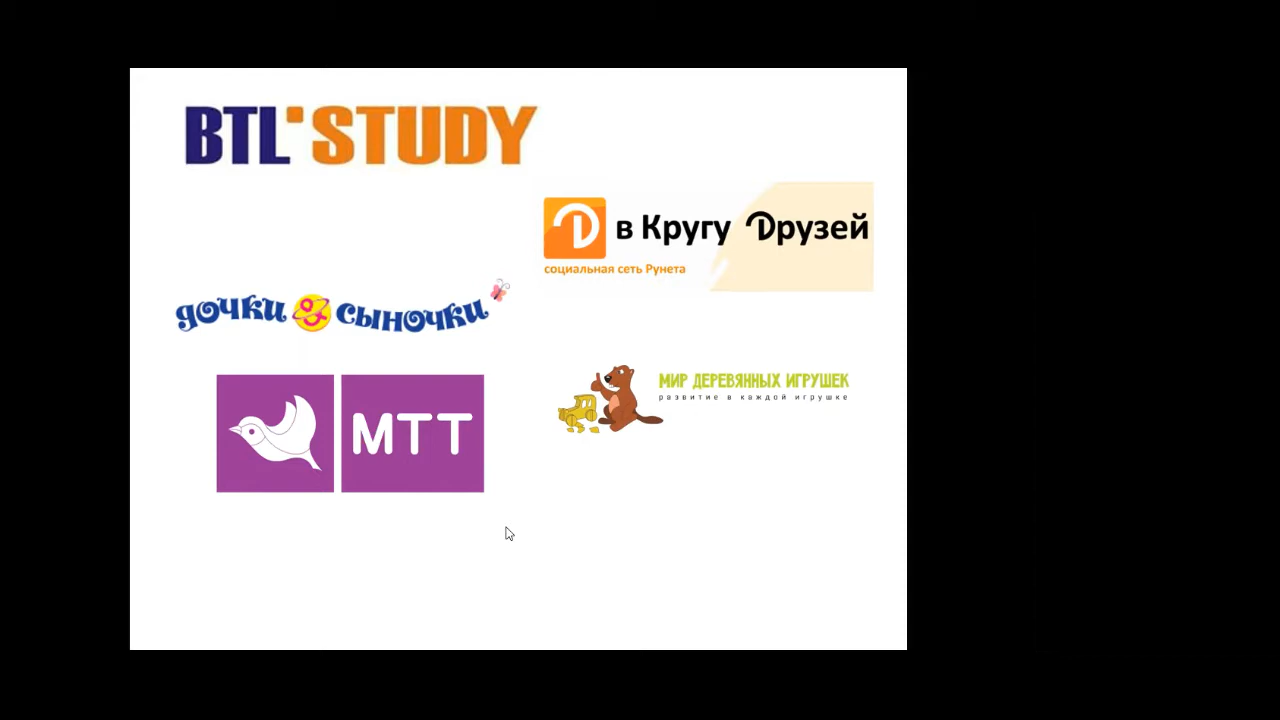 BTL'STUDY
в Кругу Друзей
социальная сеть Рунета
дочки & сыночки
МИР ДЕРЕВЯННЫХ ИГРУШЕК
развитие в каждой игрушке
МТТ